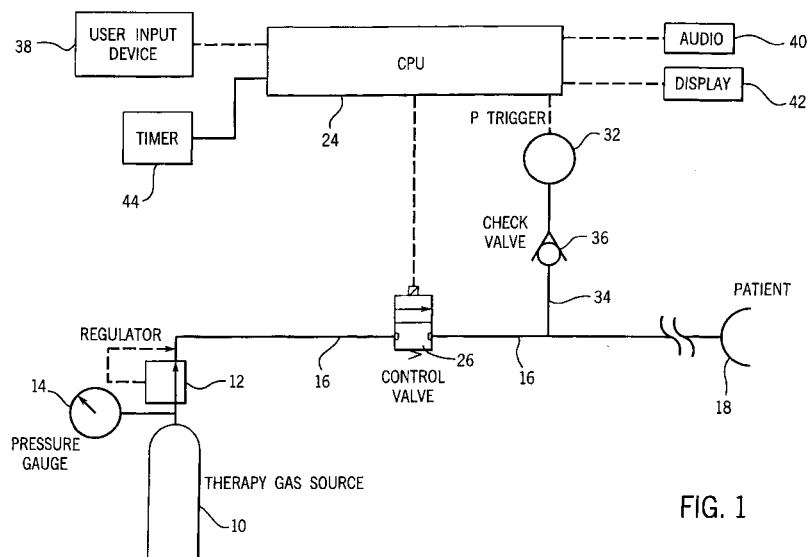 38
USER INPUT
DEVICE
CPU
AUDIO
40
DISPLAY
42
TIMER
44
24
P TRIGGER
32
CHECK
VALVE
36
34
PATIENT
REGULATOR
16
26
16
CONTROL
VALVE
18
14
12
PRESSURE
GAUGE
THERAPY GAS SOURCE
10
FIG. 1